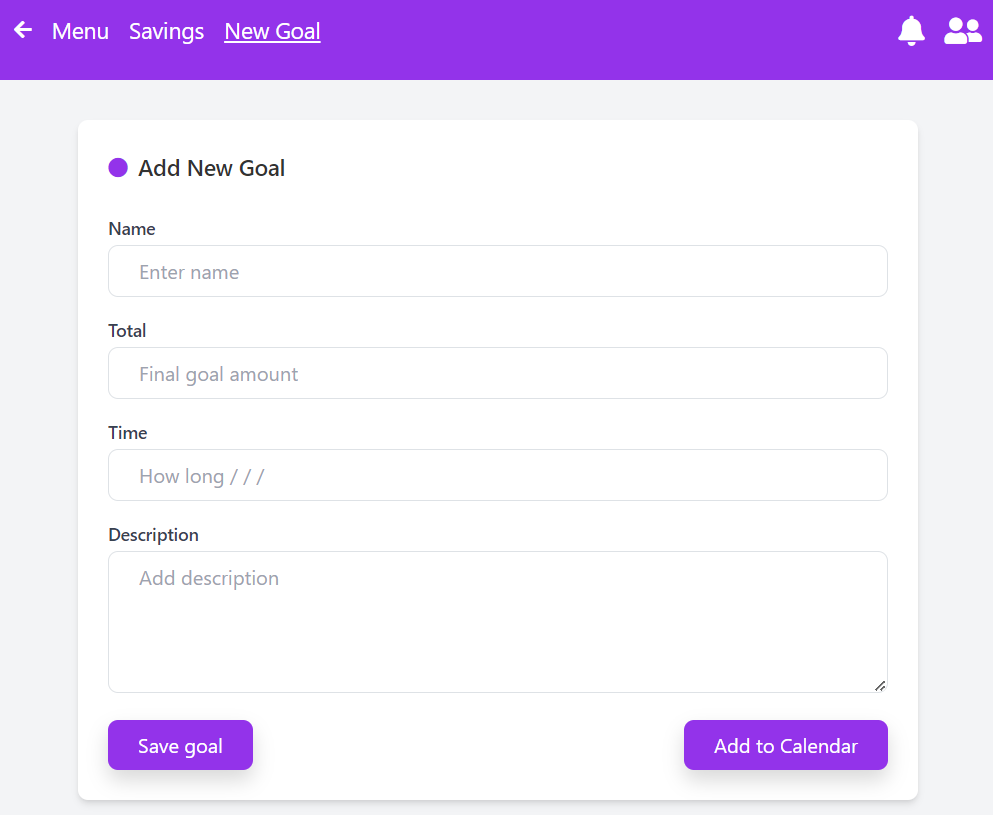 Menu Savings New Goal
Add New Goal
Name
Enter name
Total
Final goal amount
Time
How long / / /
Description
Add description
Save goal
Add to Calendar